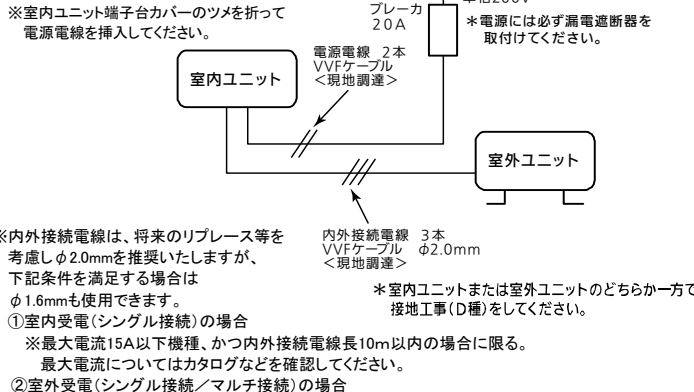 ※室内ユニット端子台カバーのツメを折って
電源電線を挿入してください。
ブレーカ
20A
単相200V
＊電源には必ず漏電遮断器を
取付けてください。
電源電線 2本
VVFケーブル
＜現地調達＞
室内ユニット
室外ユニット
※内外接続電線は、将来のリプレース等を
考慮しφ2.0mmを推奨いたしますが、
下記条件を満足する場合は
φ1.6mmも使用できます。
内外接続電線 3本
VVFケーブル φ2.0mm
＜現地調達＞
＊室内ユニットまたは室外ユニットのどちらか一方で
接地工事(D種)をしてください。
①室内受電(シングル接続)の場合
※最大電流15A以下機種、かつ内外接続電線長10m以内の場合に限る。
最大電流についてはカタログなどを確認してください。
②室外受電(シングル接続／マルチ接続)の場合